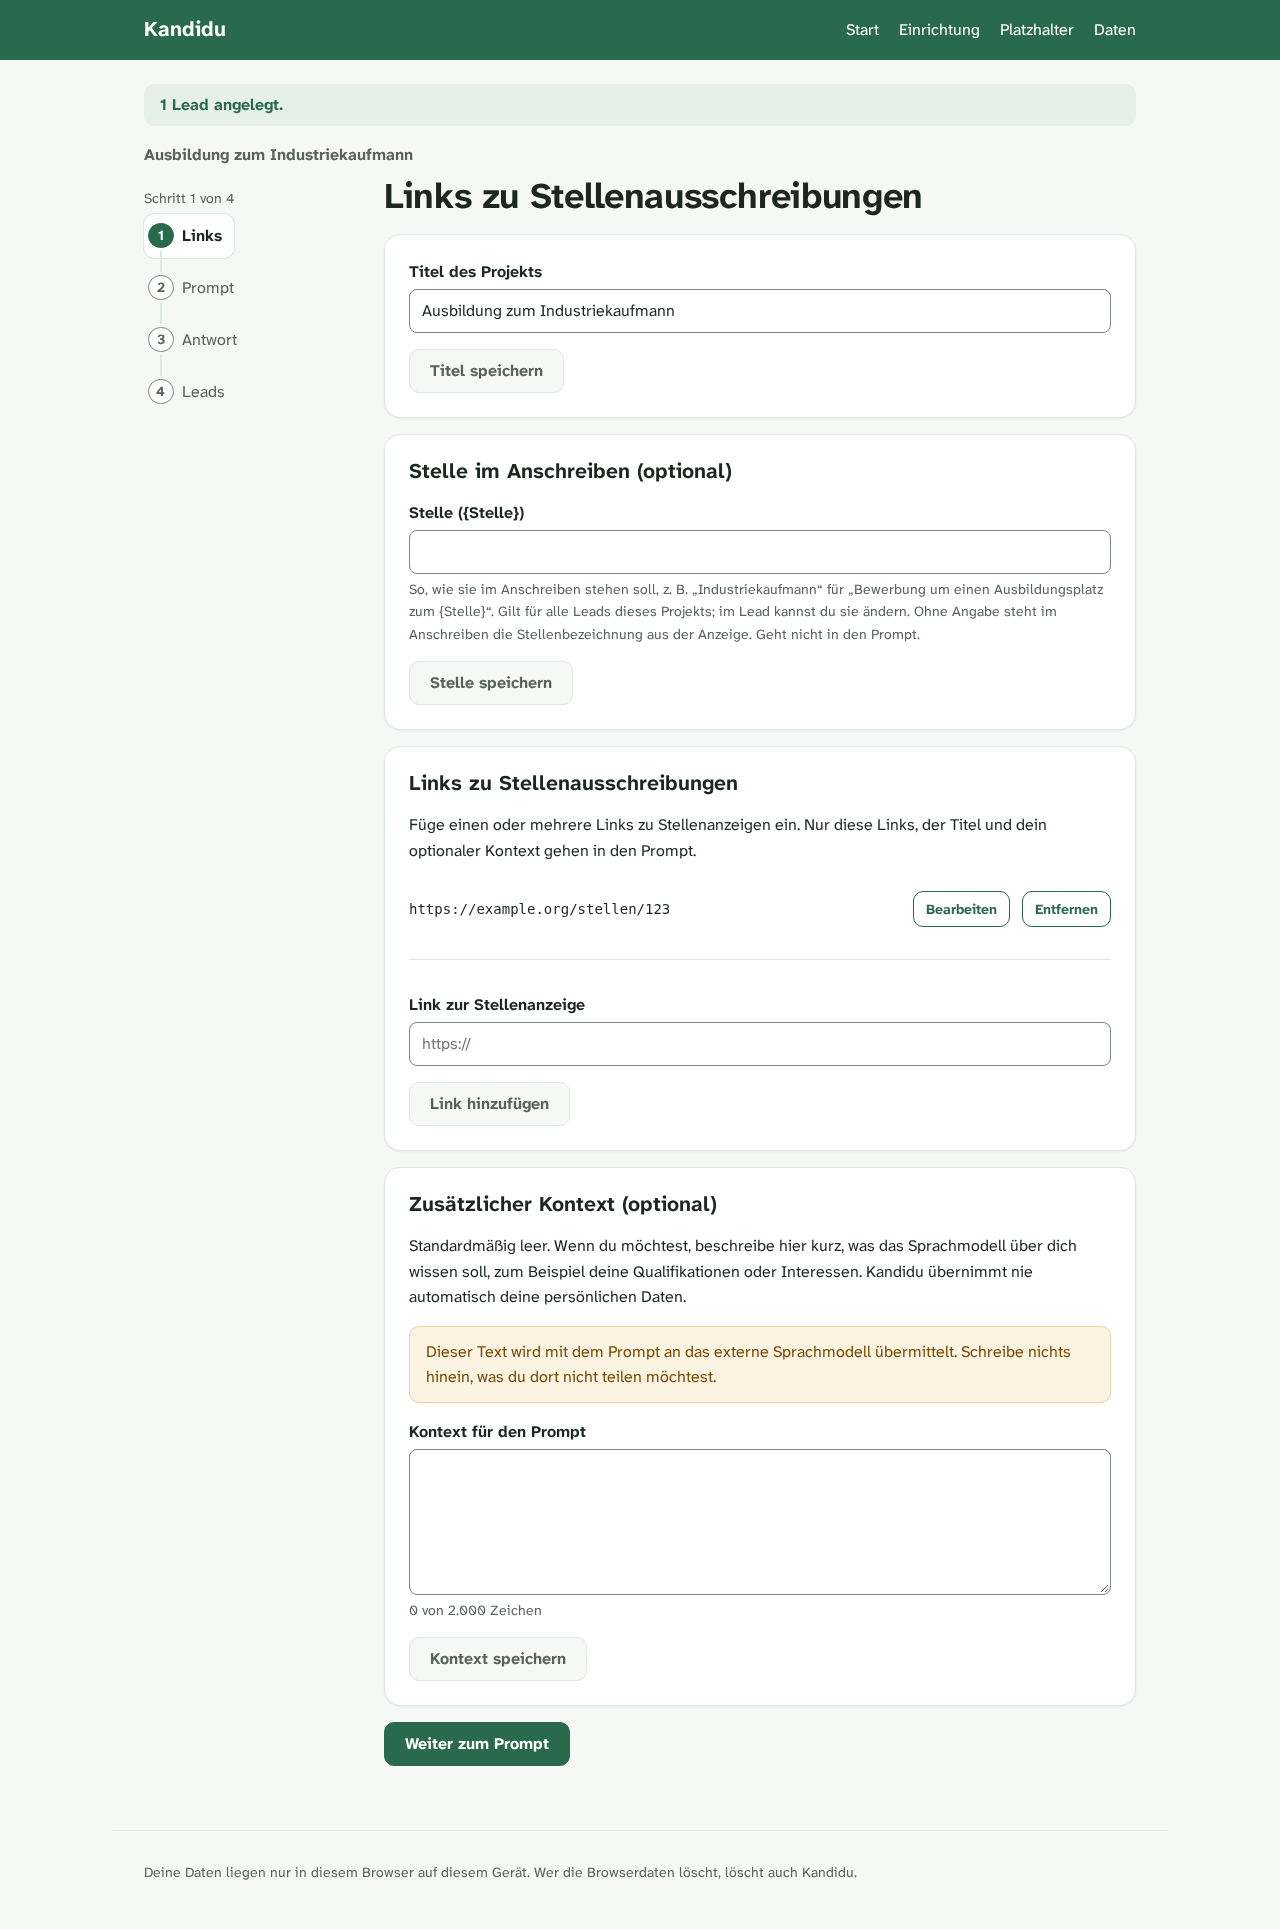 Kandidu
Start Einrichtung Platzhalter Daten
1 Lead angelegt.
Ausbildung zum Industriekaufmann
Schritt 1 von 4
1 Links
2 Prompt
3 Antwort
4 Leads
Links zu Stellenausschreibungen
Titel des Projekts
Ausbildung zum Industriekaufmann
Titel speichern
Stelle im Anschreiben (optional)
Stelle ({Stelle})
So, wie sie im Anschreiben stehen soll, z. B. „Industriekaufmann“ für „Bewerbung um einen Ausbildungsplatz
zum {Stelle}“. Gilt für alle Leads dieses Projekts; im Lead kannst du sie ändern. Ohne Angabe steht im
Anschreiben die Stellenbezeichnung aus der Anzeige. Geht nicht in den Prompt.
Stelle speichern
Links zu Stellenausschreibungen
Füge einen oder mehrere Links zu Stellenanzeigen ein. Nur diese Links, der Titel und dein
optionaler Kontext gehen in den Prompt.
https://example.org/stellen/123
Bearbeiten Entfernen
Link zur Stellenanzeige
https://
Link hinzufügen
Zusätzlicher Kontext (optional)
Standardmäßig leer. Wenn du möchtest, beschreibe hier kurz, was das Sprachmodell über dich
wissen soll, zum Beispiel deine Qualifikationen oder Interessen. Kandidu übernimmt nie
automatisch deine persönlichen Daten.
Dieser Text wird mit dem Prompt an das externe Sprachmodell übermittelt. Schreibe nichts
hinein, was du dort nicht teilen möchtest.
Kontext für den Prompt
0 von 2.000 Zeichen
Kontext speichern
Weiter zum Prompt
Deine Daten liegen nur in diesem Browser auf diesem Gerät. Wer die Browserdaten löscht, löscht auch Kandidu.